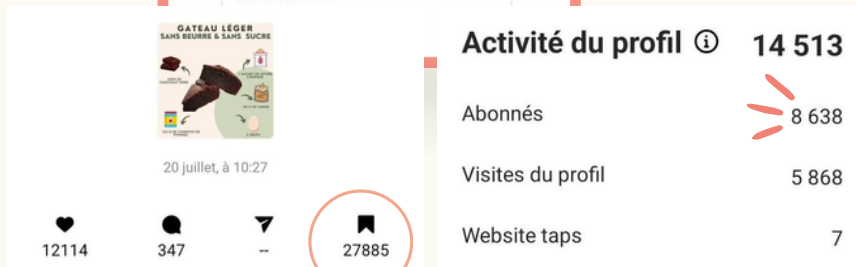 GATEAU LÉGER
SANS BEURRE & SANS SUCRE
20 juillet, à 10:27
12114
347
--
27885
Activité du profil
14 513
Abonnés
8 638
Visites du profil
5 868
Website taps
7